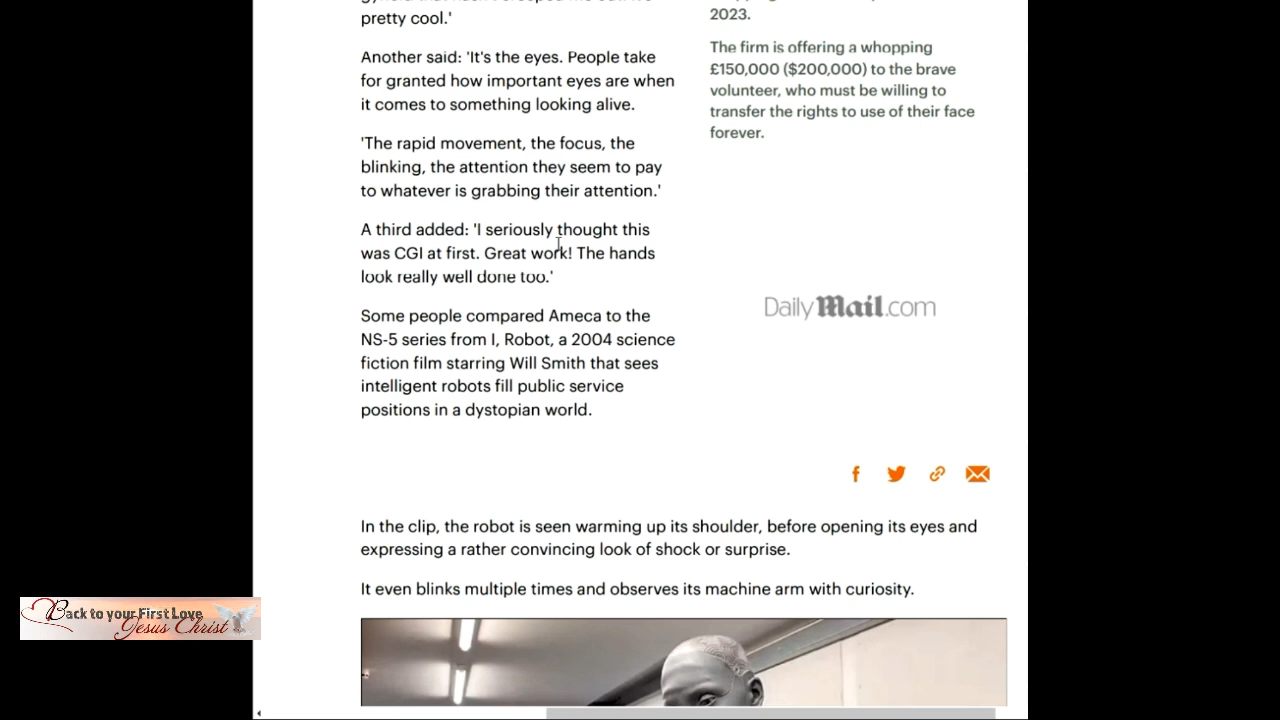 pretty cool.'
Another said: 'It's the eyes. People take
for granted how important eyes are when
it comes to something looking alive.
'The rapid movement, the focus, the
blinking, the attention they seem to pay
to whatever is grabbing their attention.'
A third added: 'I seriously thought this
was CGI at first. Great work! The hands
look really well done too.'
Some people compared Ameca to the
NS-5 series from I, Robot, a 2004 science
fiction film starring Will Smith that sees
intelligent robots fill public service
positions in a dystopian world.
2023.
The firm is offering a whopping
£150,000 ($200,000) to the brave
volunteer, who must be willing to
transfer the rights to use of their face
forever.
Daily Mail.com
In the clip, the robot is seen warming up its shoulder, before opening its eyes and
expressing a rather convincing look of shock or surprise.
It even blinks multiple times and observes its machine arm with curiosity.
Back to your First Love
Jesus Christ